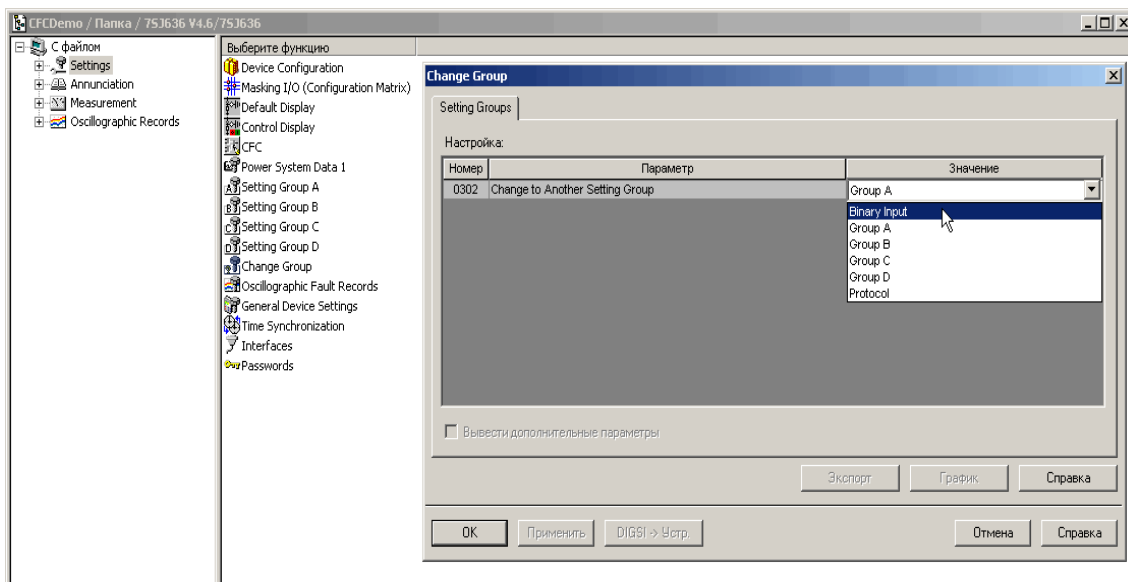 CFCDemo / Папка / 7SJ636 V4.6/7SJ636
С файлом
Settings
Annunciation
Measurement
Oscillographic Records
Выберите функцию
Device Configuration
Masking I/O (Configuration Matrix)
Default Display
Control Display
CFC
Power System Data 1
Setting Group A
Setting Group B
Setting Group C
Setting Group D
Change Group
Oscillographic Fault Records
General Device Settings
Time Synchronization
Interfaces
Passwords
Change Group
Setting Groups
Настройка:
Номер Параметр Значение
0302 Change to Another Setting Group Group A
Binary Input
Group A
Group B
Group C
Group D
Protocol
Вывести дополнительные параметры
Экспорт График Справка
OK Применить DIGSI -> Устр. Отмена Справка